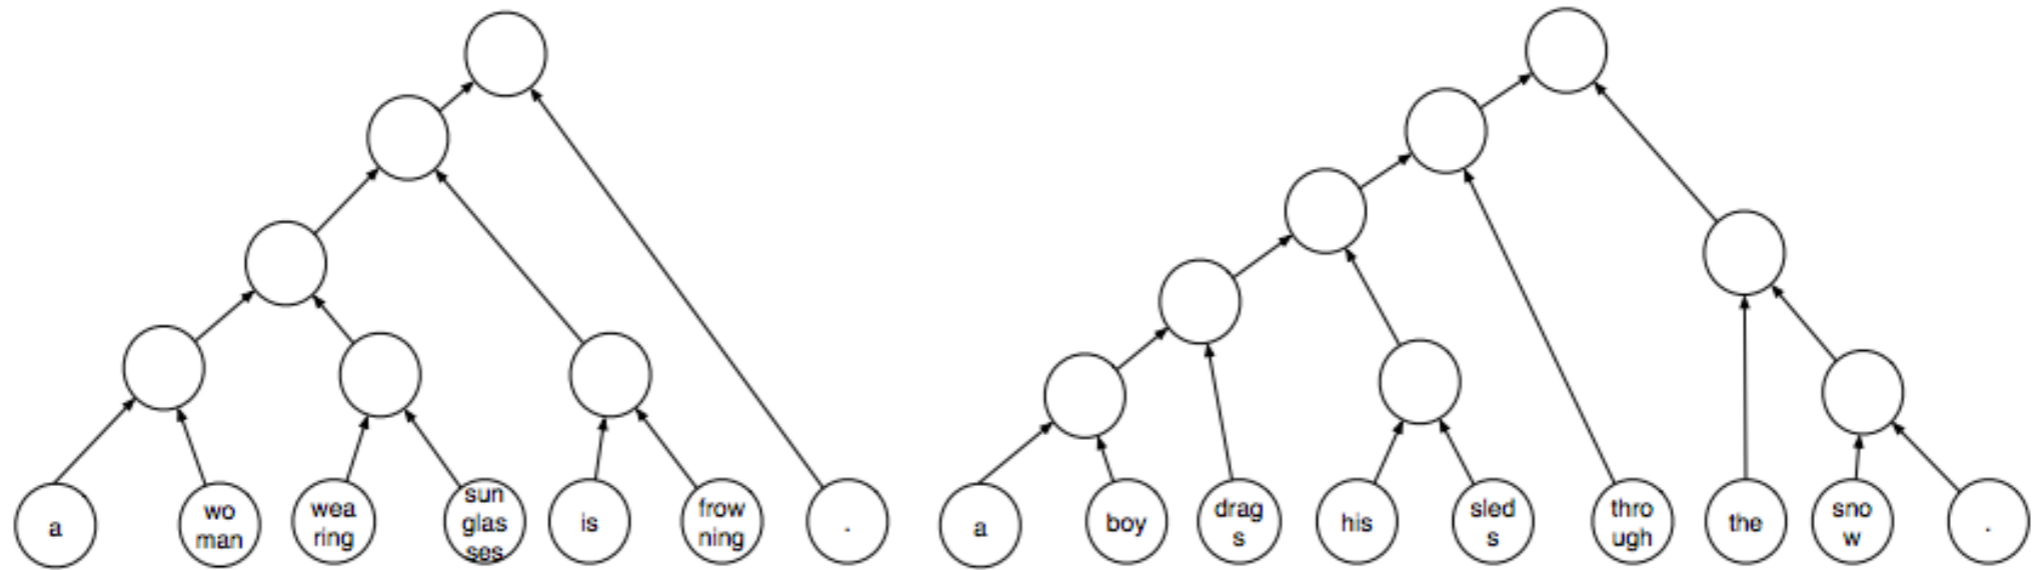 a
wo
man
wea
ring
sun
glas
ses
is
frow
ning
.
a
boy
drag
s
his
sled
s
thro
ugh
the
sno
w
.